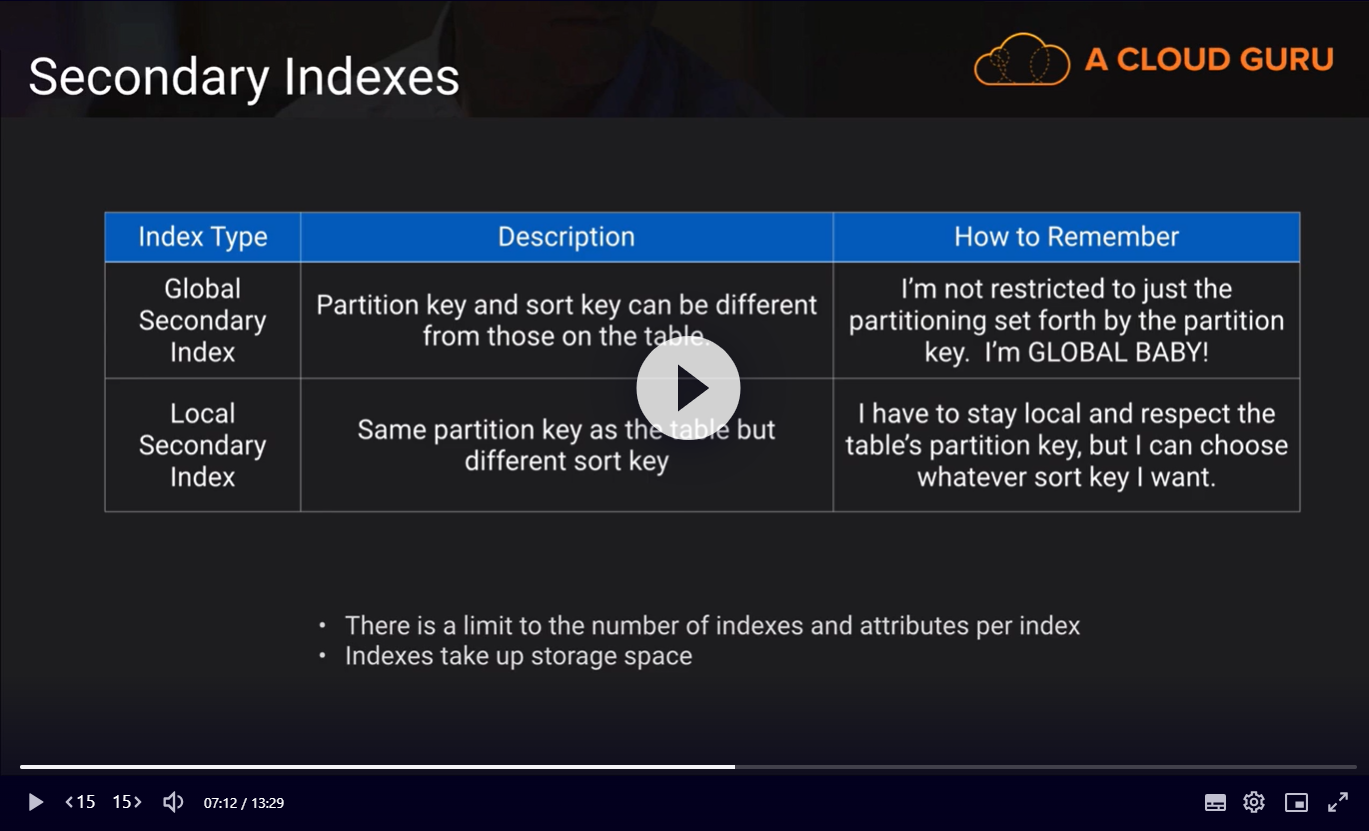 Secondary Indexes
A CLOUD GURU
Index Type
Description
How to Remember
Global
Secondary
Index
Partition key and sort key can be different
from those on the table.
I’m not restricted to just the
partitioning set forth by the partition
key. I’m GLOBAL BABY!
Local
Secondary
Index
Same partition key as the table but
different sort key
I have to stay local and respect the
table’s partition key, but I can choose
whatever sort key I want.
• There is a limit to the number of indexes and attributes per index
• Indexes take up storage space
<15 15> 07:12 / 13:29